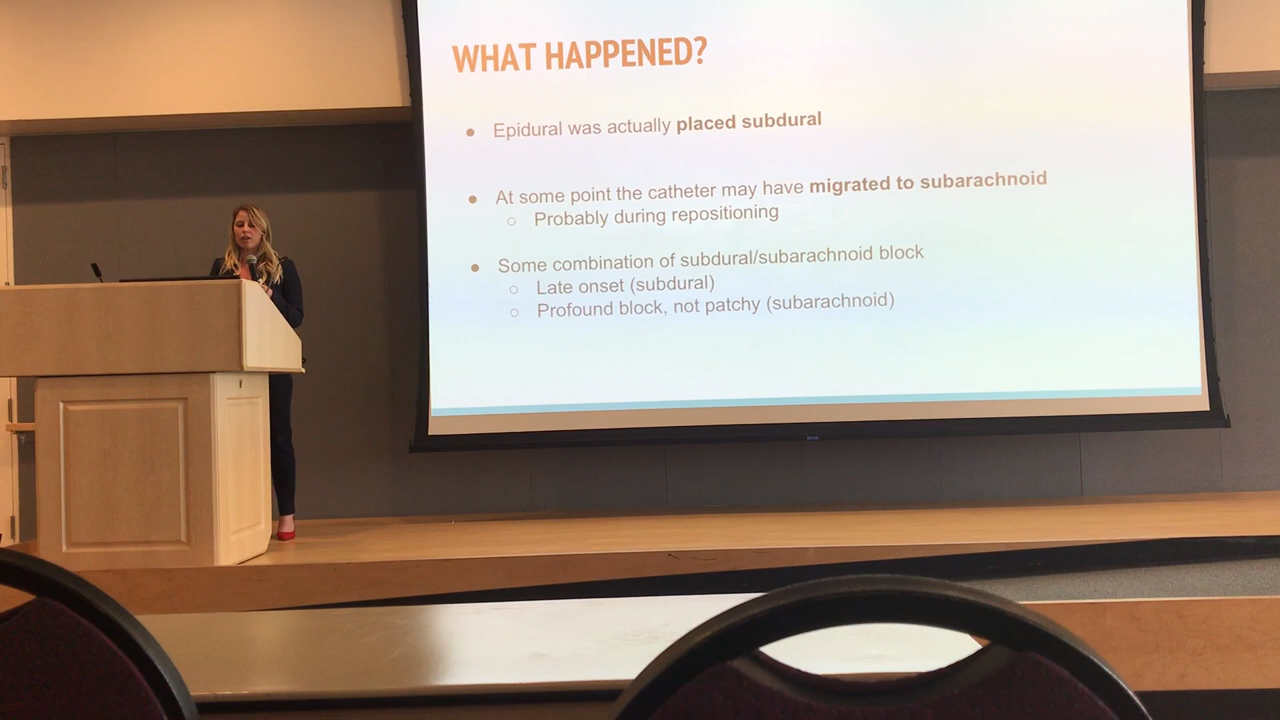 WHAT HAPPENED?
● Epidural was actually placed subdural
● At some point the catheter may have migrated to subarachnoid
○ Probably during repositioning
● Some combination of subdural/subarachnoid block
○ Late onset (subdural)
○ Profound block, not patchy (subarachnoid)